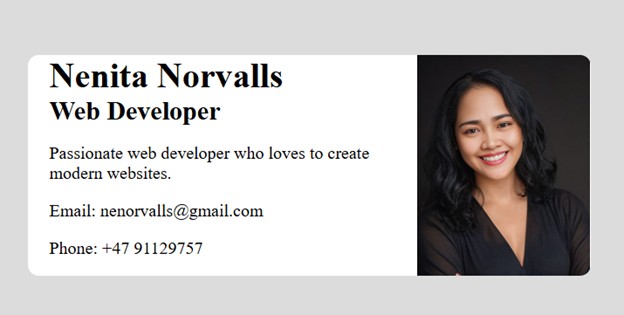 Nenita Norvalls
Web Developer
Passionate web developer who loves to create
modern websites.
Email: nenorvalls@gmail.com
Phone: +47 91129757